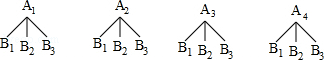 A₁ A₂ A₃ A₄
B₁ B₂ B₃ B₁ B₂ B₃ B₁ B₂ B₃ B₁ B₂ B₃